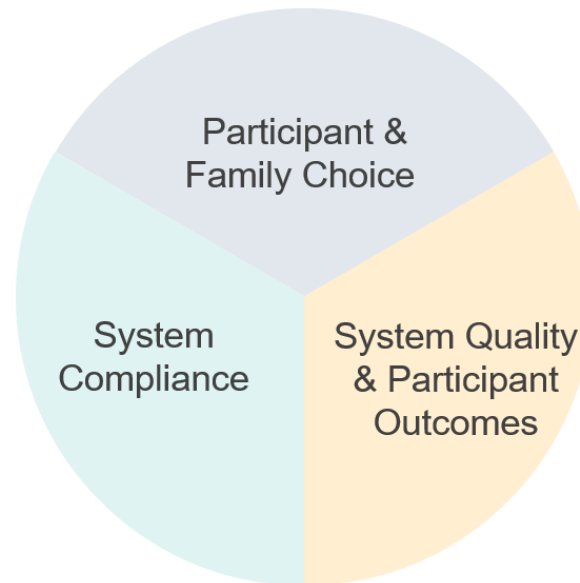 Participant &
Family Choice
System
Compliance
System Quality
& Participant
Outcomes